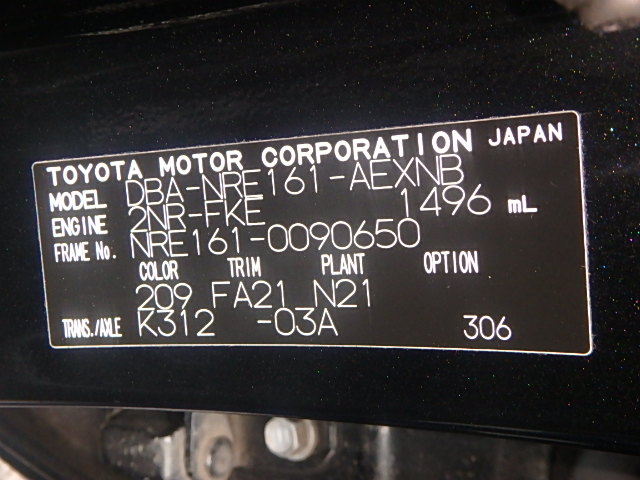 TOYOTA MOTOR CORPORATION JAPAN
MODEL DBA-NRE161-AEXNB
ENGINE 2NR-FKE 1496 mL
FRAME No. NRE161-0090650
COLOR TRIM PLANT OPTION
209 FA21 N21
TRANS./AXLE K312 -03A 306